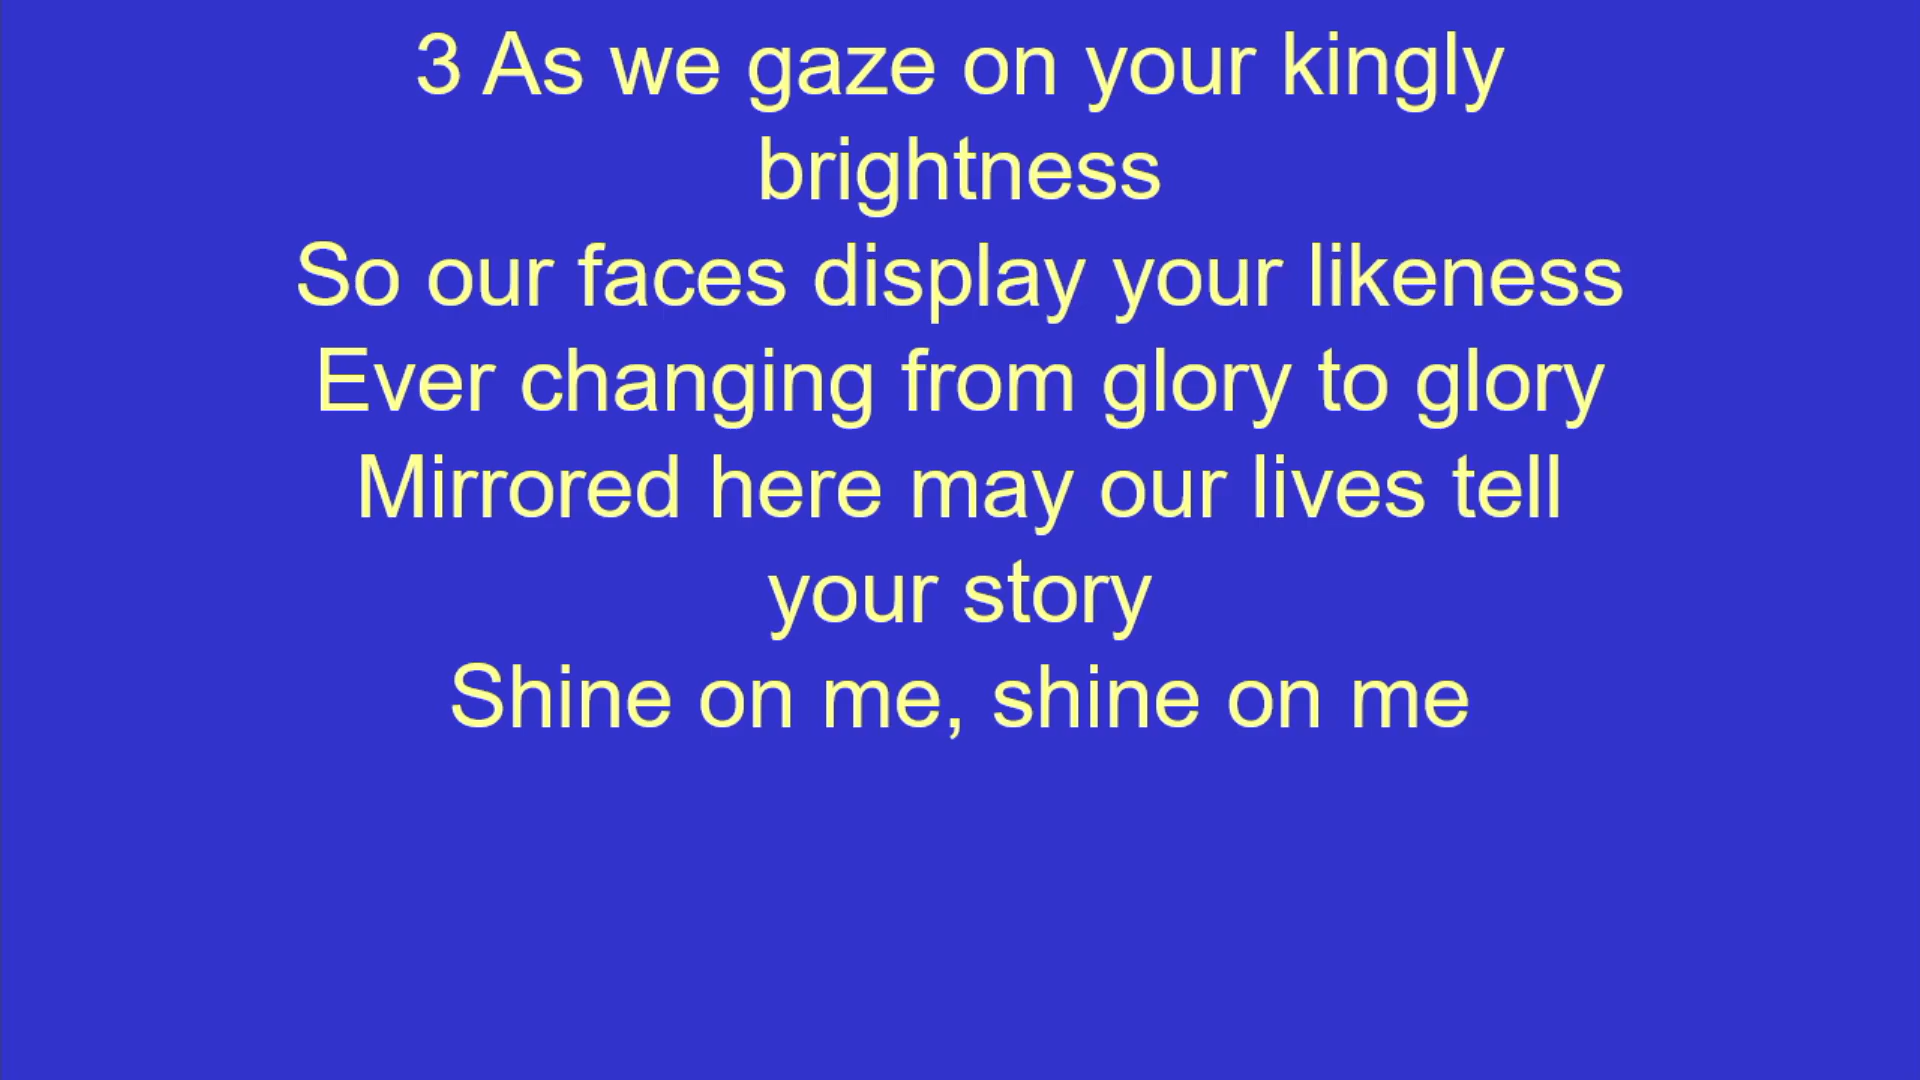 3 As we gaze on your kingly
brightness
So our faces display your likeness
Ever changing from glory to glory
Mirrored here may our lives tell
your story
Shine on me, shine on me